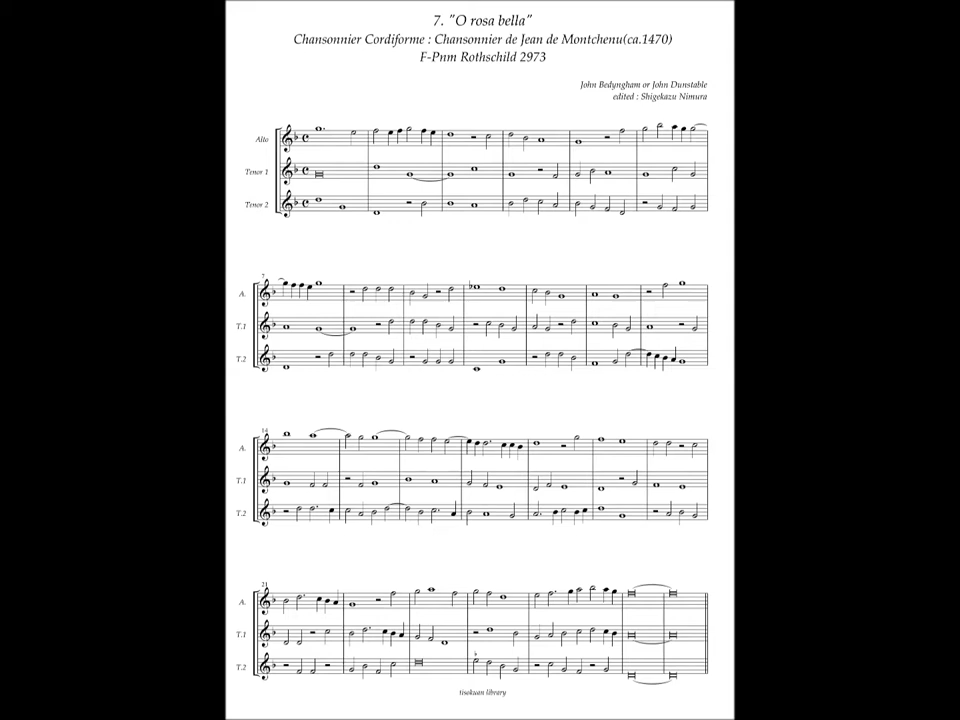 7. "O rosa bella"
Chansonnier Cordiforme : Chansonnier de Jean de Montchenu(ca.1470)
F-Pnm Rothschild 2973
John Bedyngham or John Dunstable
edited : Shigekazu Nimura
Alto
Tenor 1
Tenor 2
7
A.
T.1
T.2
14
A.
T.1
T.2
21
A.
T.1
T.2
tisokuan library